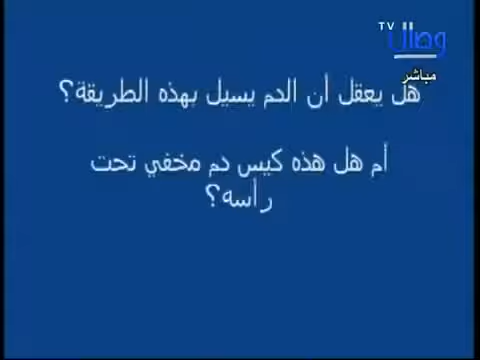 TV وصال
مباشر
هل يعقل أن الدم يسيل بهذه الطريقة؟
أم هل هذه كيس دم مخفي تحت
رأسه؟